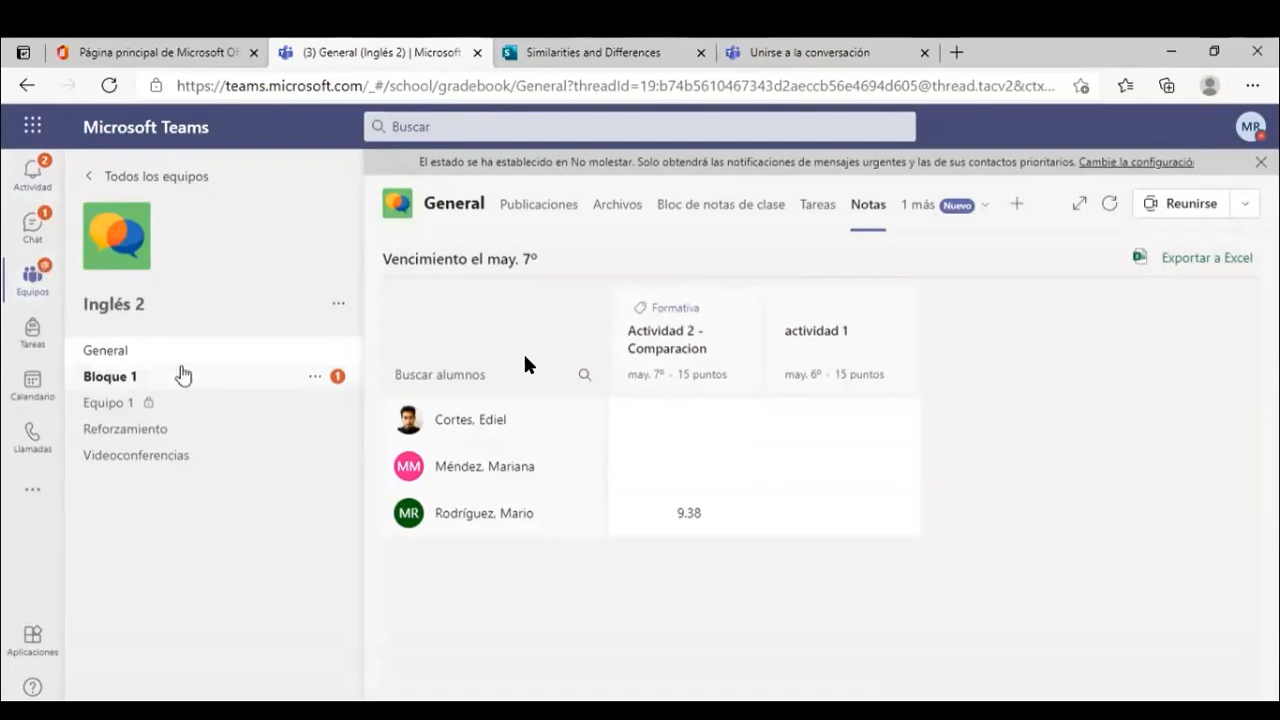 Página principal de Microsoft Of
(3) General (Inglés 2) | Microsoft
Similarities and Differences
Unirse a la conversación
https://teams.microsoft.com/_#/school/gradebook/General?threadId=19:b74b5610467343d2aeccb56e4694d605@thread.tacv2&ctx...
Microsoft Teams
Buscar
MR
El estado se ha establecido en No molestar. Solo obtendrá las notificaciones de mensajes urgentes y las de sus contactos prioritarios. Cambie la configuració
2
Actividad
1
Chat
Equipos
Tareas
Calendario
Llamadas
Aplicaciones
Todos los equipos
Inglés 2
General
Bloque 1
1
Equipo 1
Reforzamiento
Videoconferencias
General Publicaciones Archivos Bloc de notas de clase Tareas Notas 1 más Nuevo
Reunirse
Vencimiento el may. 7º
Exportar a Excel
Formativa
Actividad 2 -
Comparacion
may. 7º · 15 puntos
actividad 1
may. 6º · 15 puntos
Buscar alumnos
Cortes, Ediel
MM Méndez, Mariana
MR Rodríguez, Mario 9.38